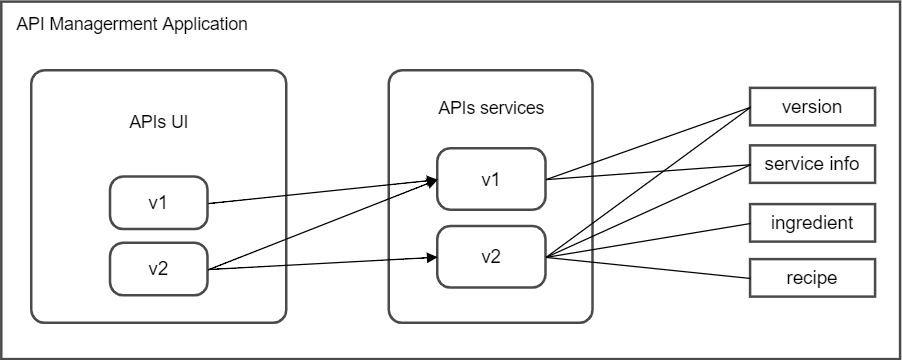 API Managerment Application
APIs UI
v1
v2
APIs services
v1
v2
version
service info
ingredient
recipe